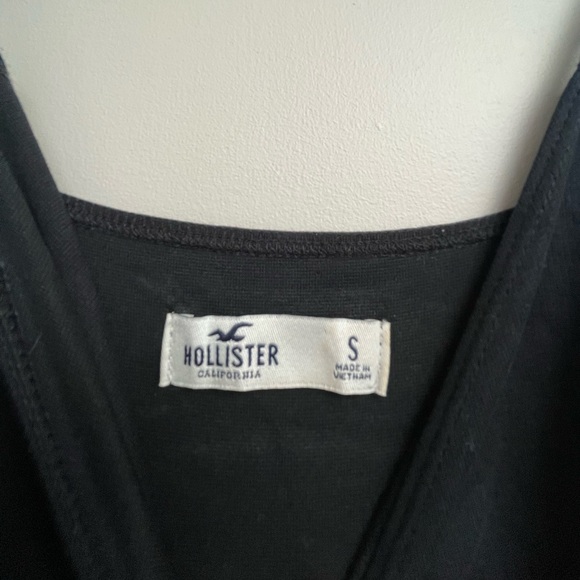 HOLLISTER
CALIFORNIA
S
MADE IN
VIETNAM